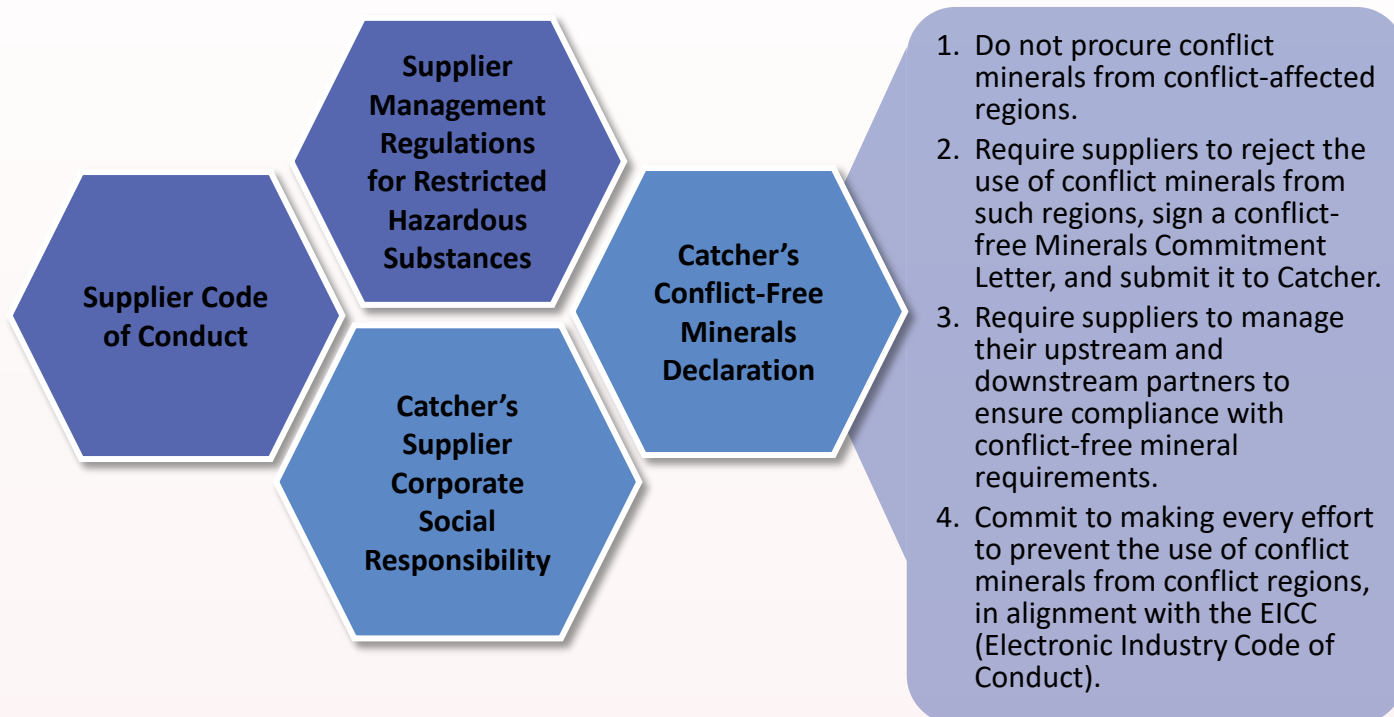 Supplier Code
of Conduct
Supplier
Management
Regulations
for Restricted
Hazardous
Substances
Catcher’s
Supplier
Corporate
Social
Responsibility
Catcher’s
Conflict-Free
Minerals
Declaration
1. Do not procure conflict
minerals from conflict-affected
regions.
2. Require suppliers to reject the
use of conflict minerals from
such regions, sign a conflict-
free Minerals Commitment
Letter, and submit it to Catcher.
3. Require suppliers to manage
their upstream and
downstream partners to
ensure compliance with
conflict-free mineral
requirements.
4. Commit to making every effort
to prevent the use of conflict
minerals from conflict regions,
in alignment with the EICC
(Electronic Industry Code of
Conduct).